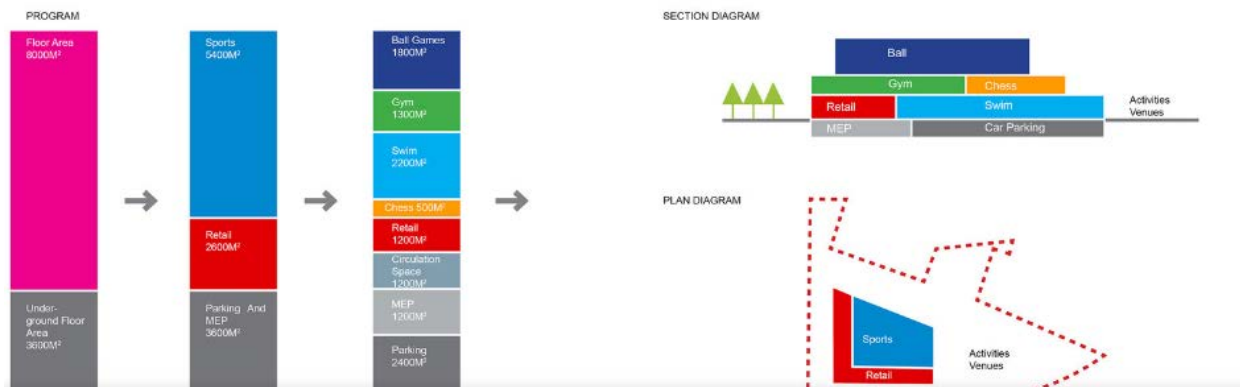 PROGRAM
Floor Area
8000M²
Under-
ground Floor
Area
3600M²
Sports
5400M²
Retail
2600M²
Parking And
MEP
3600M²
Ball Games
1800M²
Gym
1300M²
Swim
2200M²
Chess 500M²
Retail
1200M²
Circulation
Space
1200M²
MEP
1200M²
Parking
2400M²
SECTION DIAGRAM
Ball
Gym
Chess
Retail
Swim
MEP
Car Parking
Activities
Venues
PLAN DIAGRAM
Sports
Retail
Activities
Venues